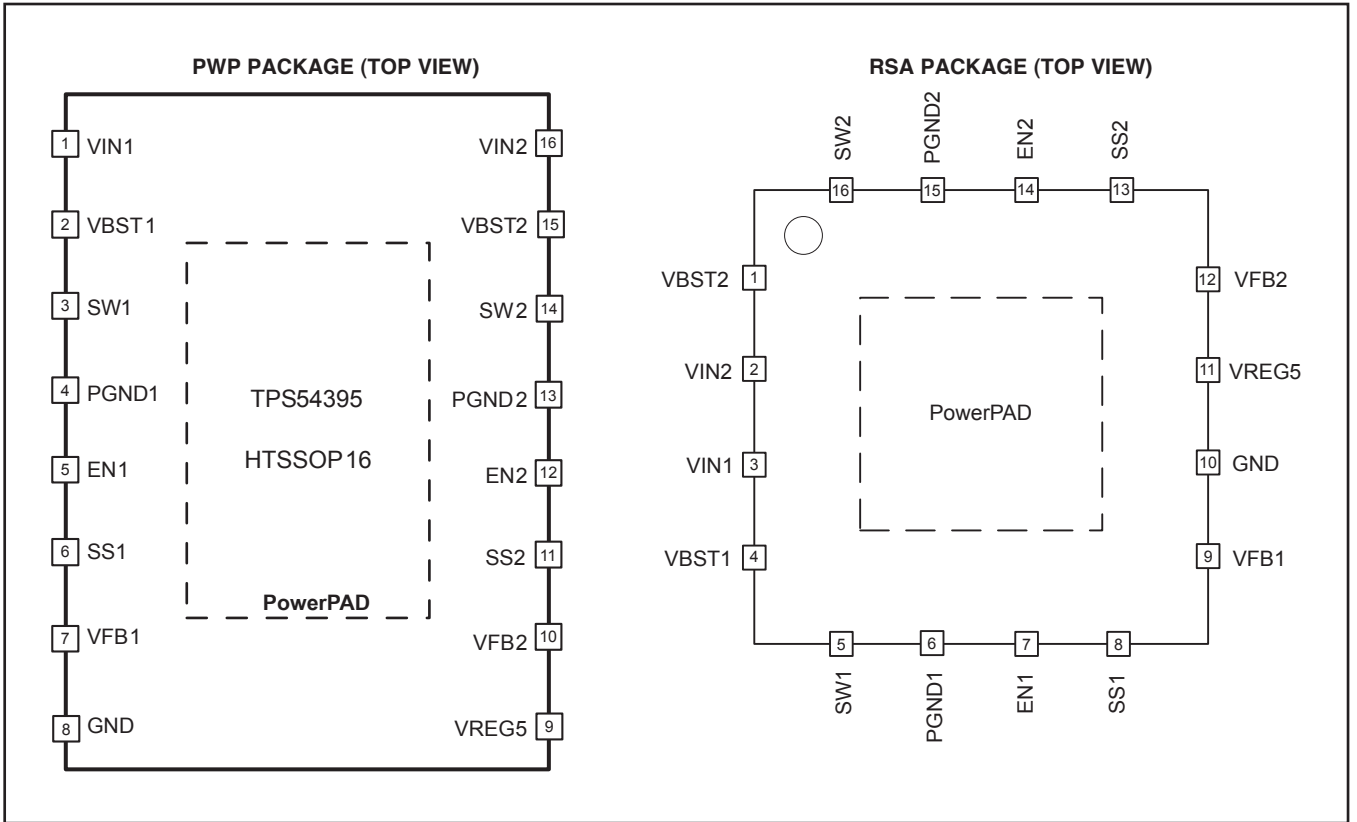 PWP PACKAGE (TOP VIEW)
1 VIN1
2 VBST1
3 SW1
4 PGND1
5 EN1
6 SS1
7 VFB1
8 GND
VIN2 16
VBST2 15
SW2 14
PGND2 13
EN2 12
SS2 11
VFB2 10
VREG5 9
TPS54395
HTSSOP16
PowerPAD
RSA PACKAGE (TOP VIEW)
SW2 16
PGND2 15
EN2 14
SS2 13
VBST2 1
VIN2 2
VIN1 3
VBST1 4
12 VFB2
11 VREG5
10 GND
9 VFB1
PowerPAD
5 SW1
6 PGND1
7 EN1
8 SS1